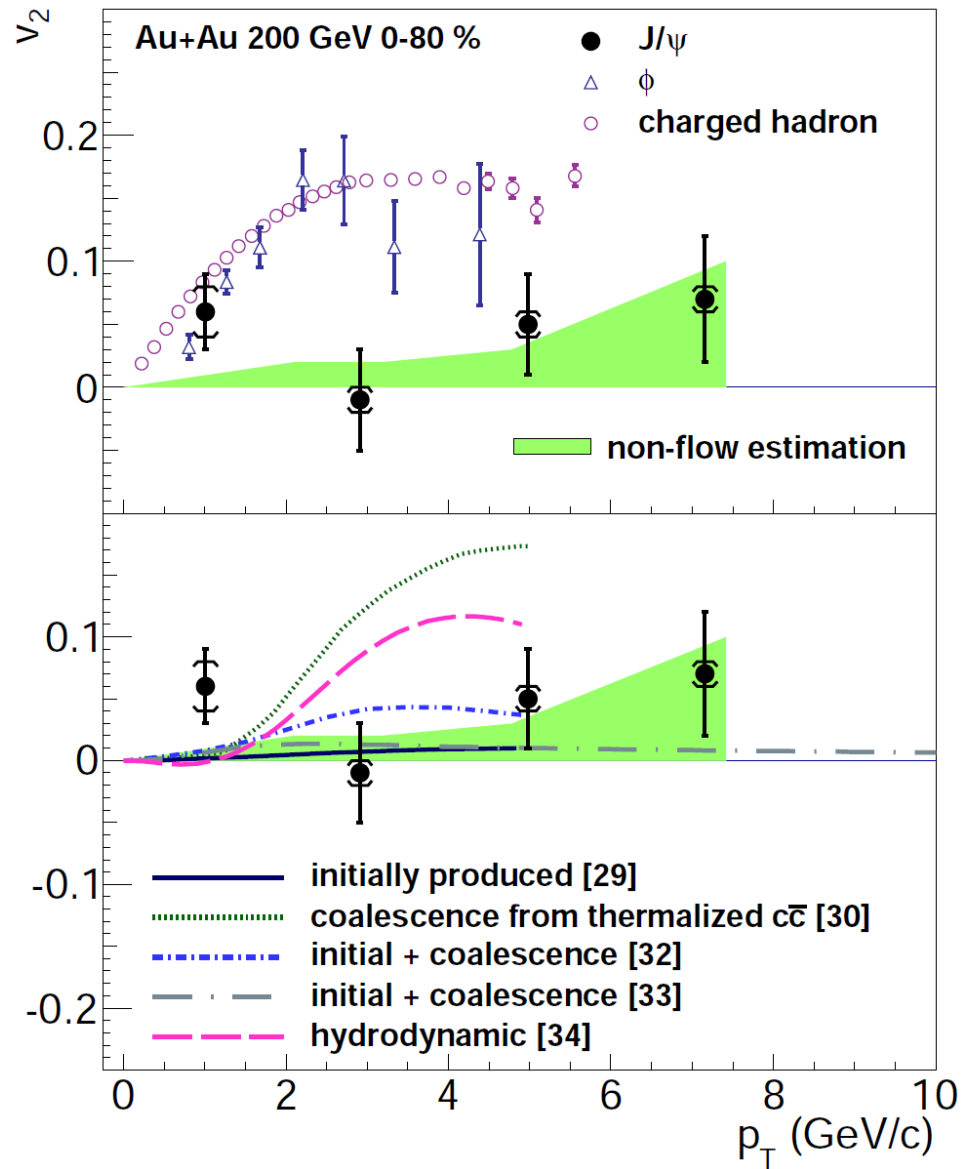 v2
Au+Au 200 GeV 0-80 %
J/ψ
ϕ
charged hadron
0.2
0.1
0
non-flow estimation
0.1
0
-0.1
-0.2
initially produced [29]
coalescence from thermalized cc̅ [30]
initial + coalescence [32]
initial + coalescence [33]
hydrodynamic [34]
0 2 4 6 8 10
pT (GeV/c)